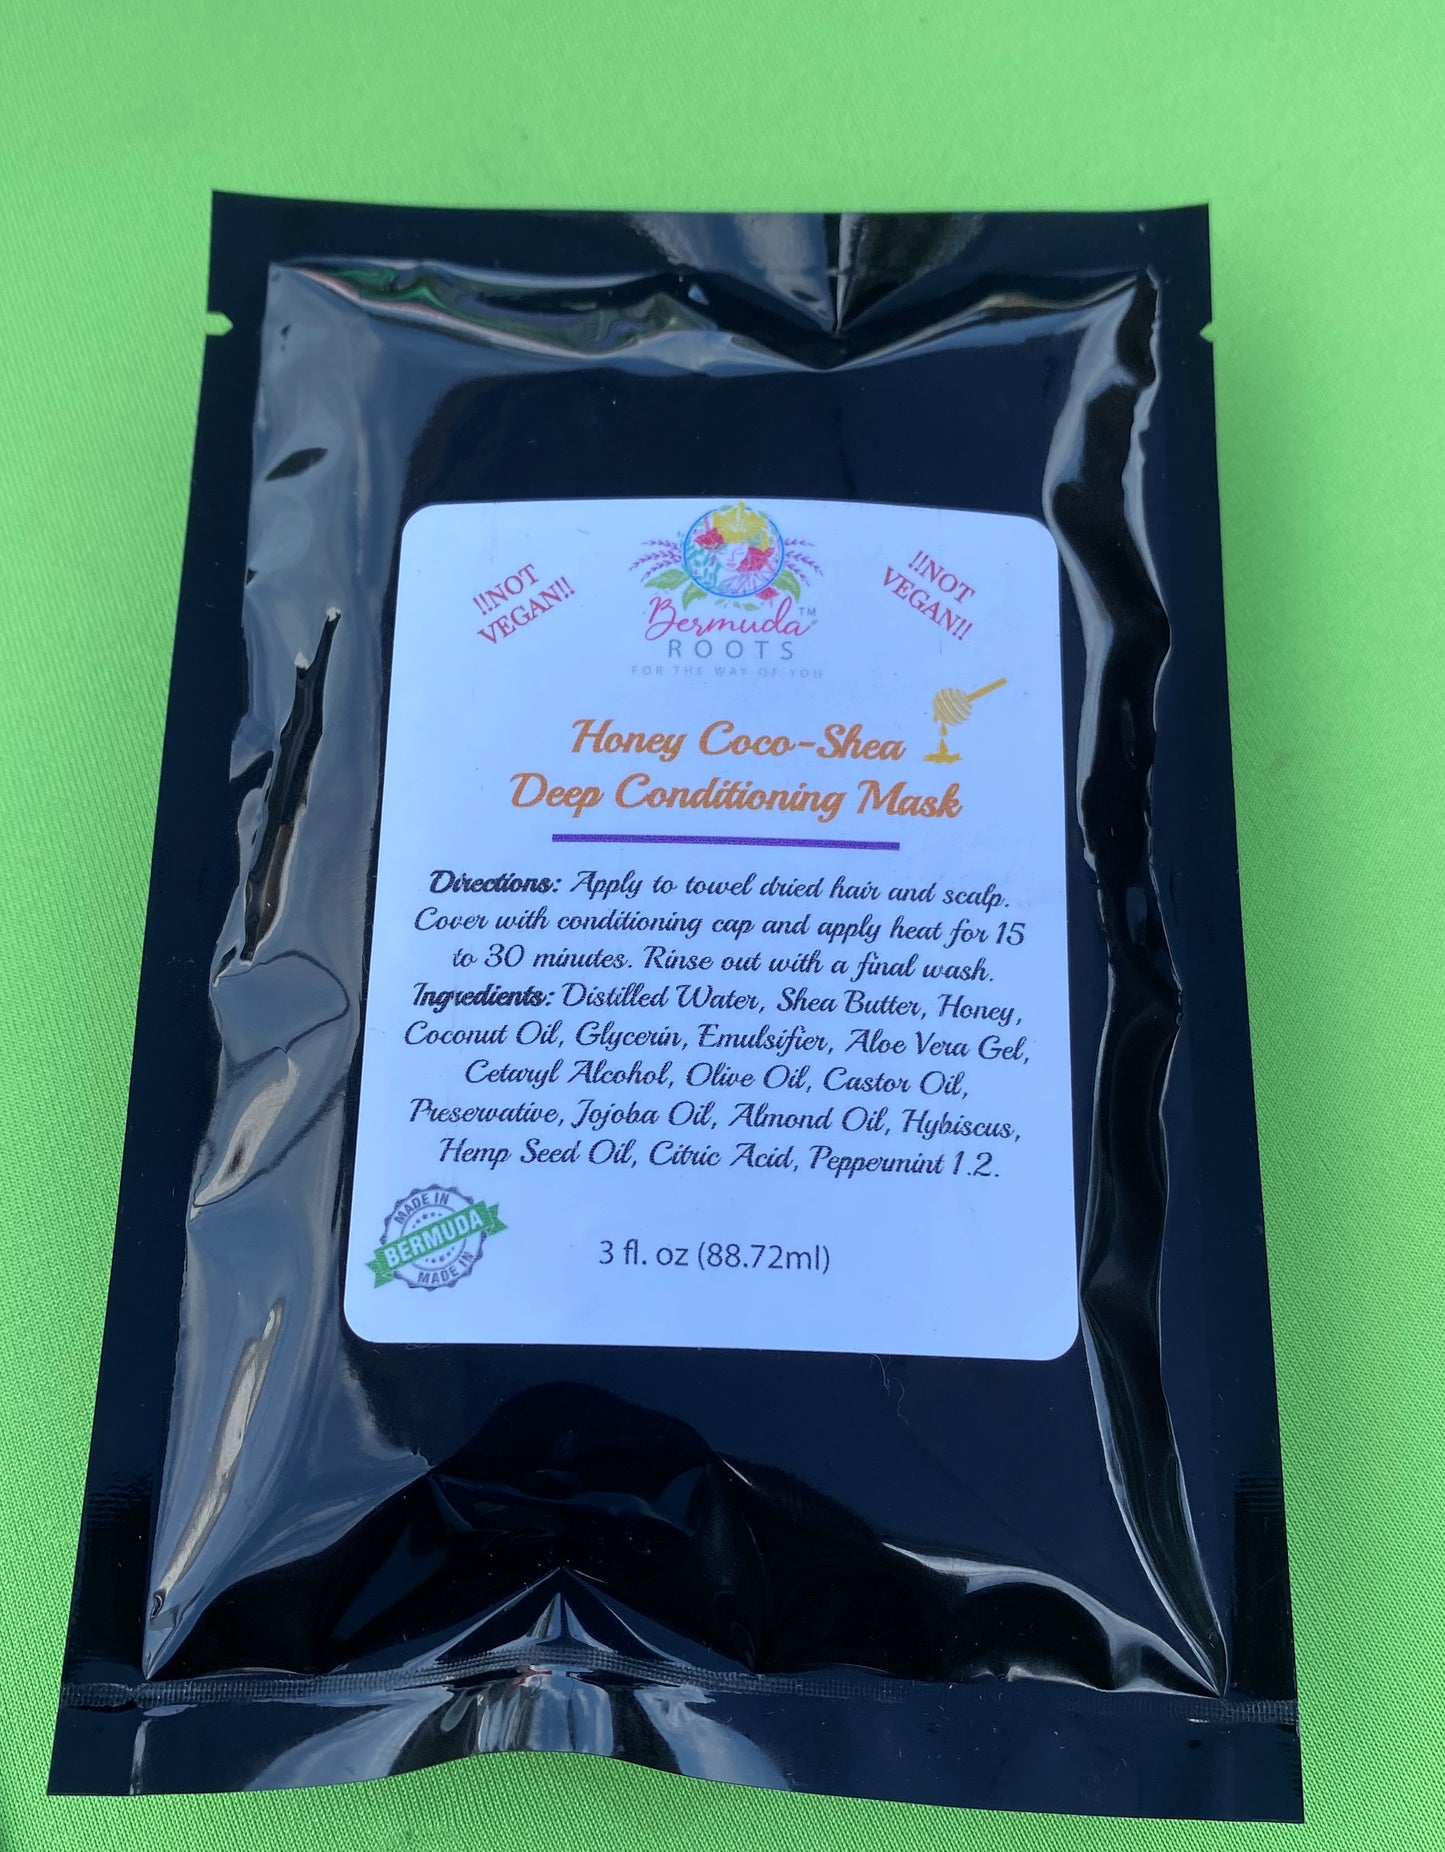 !!NOT
VEGAN!!
!!NOT
VEGAN!!
Bermuda™
ROOTS
FOR THE WAY OF YOU
Honey Coco-Shea
Deep Conditioning Mask
Directions: Apply to towel dried hair and scalp.
Cover with conditioning cap and apply heat for 15
to 30 minutes. Rinse out with a final wash.
Ingredients: Distilled Water, Shea Butter, Honey,
Coconut Oil, Glycerin, Emulsifier, Aloe Vera Gel,
Cetaryl Alcohol, Olive Oil, Castor Oil,
Preservative, Jojoba Oil, Almond Oil, Hybiscus,
Hemp Seed Oil, Citric Acid, Peppermint 1.2.
MADE IN
BERMUDA
MADE IN
3 fl. oz (88.72ml)